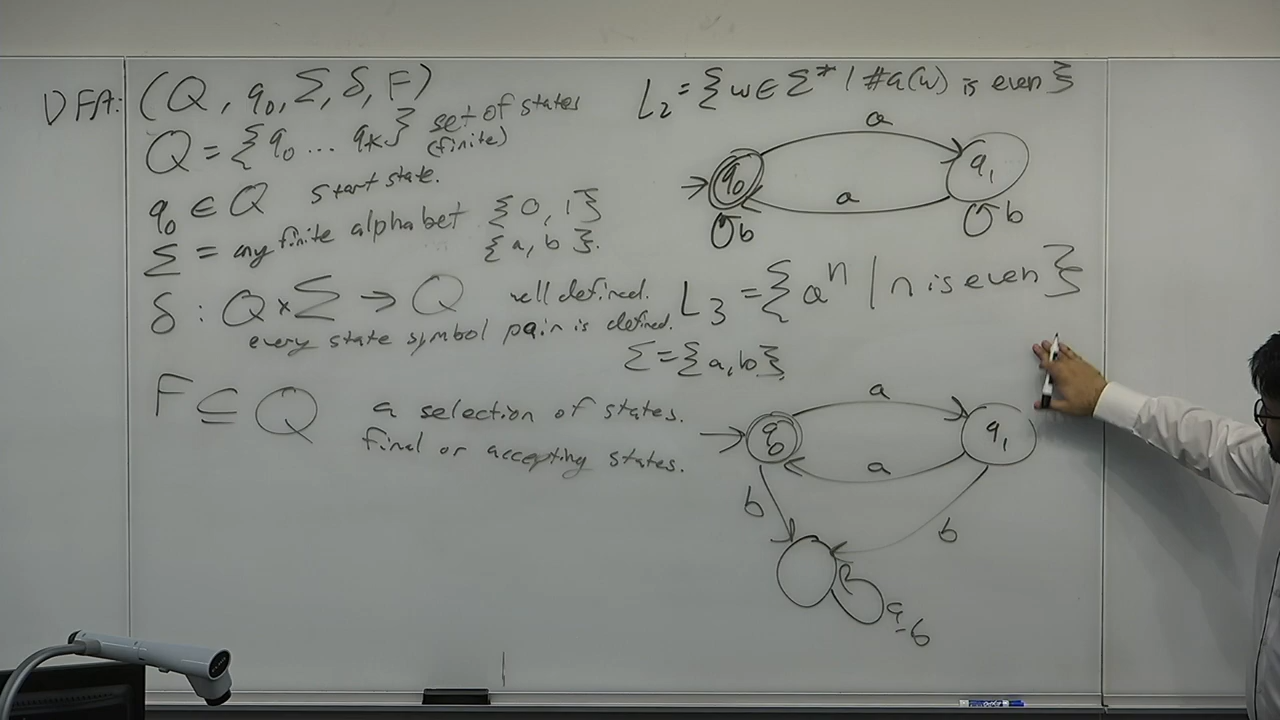 DFA: (Q, q₀, Σ, δ, F)
Q = {q₀ ... qₖ} set of states
(finite)
q₀ ∈ Q start state.
Σ = any finite alphabet {0, 1}
{a, b}.
δ : Q × Σ → Q well defined.
every state symbol pair is defined.
F ⊆ Q a selection of states.
final or accepting states.
L₂ = {w ∈ Σ* | #a(w) is even}
a
q₀
q₁
a
b
b
L₃ = {aⁿ | n is even}
Σ = {a, b}
a
q₀
q₁
a
b
b
a, b